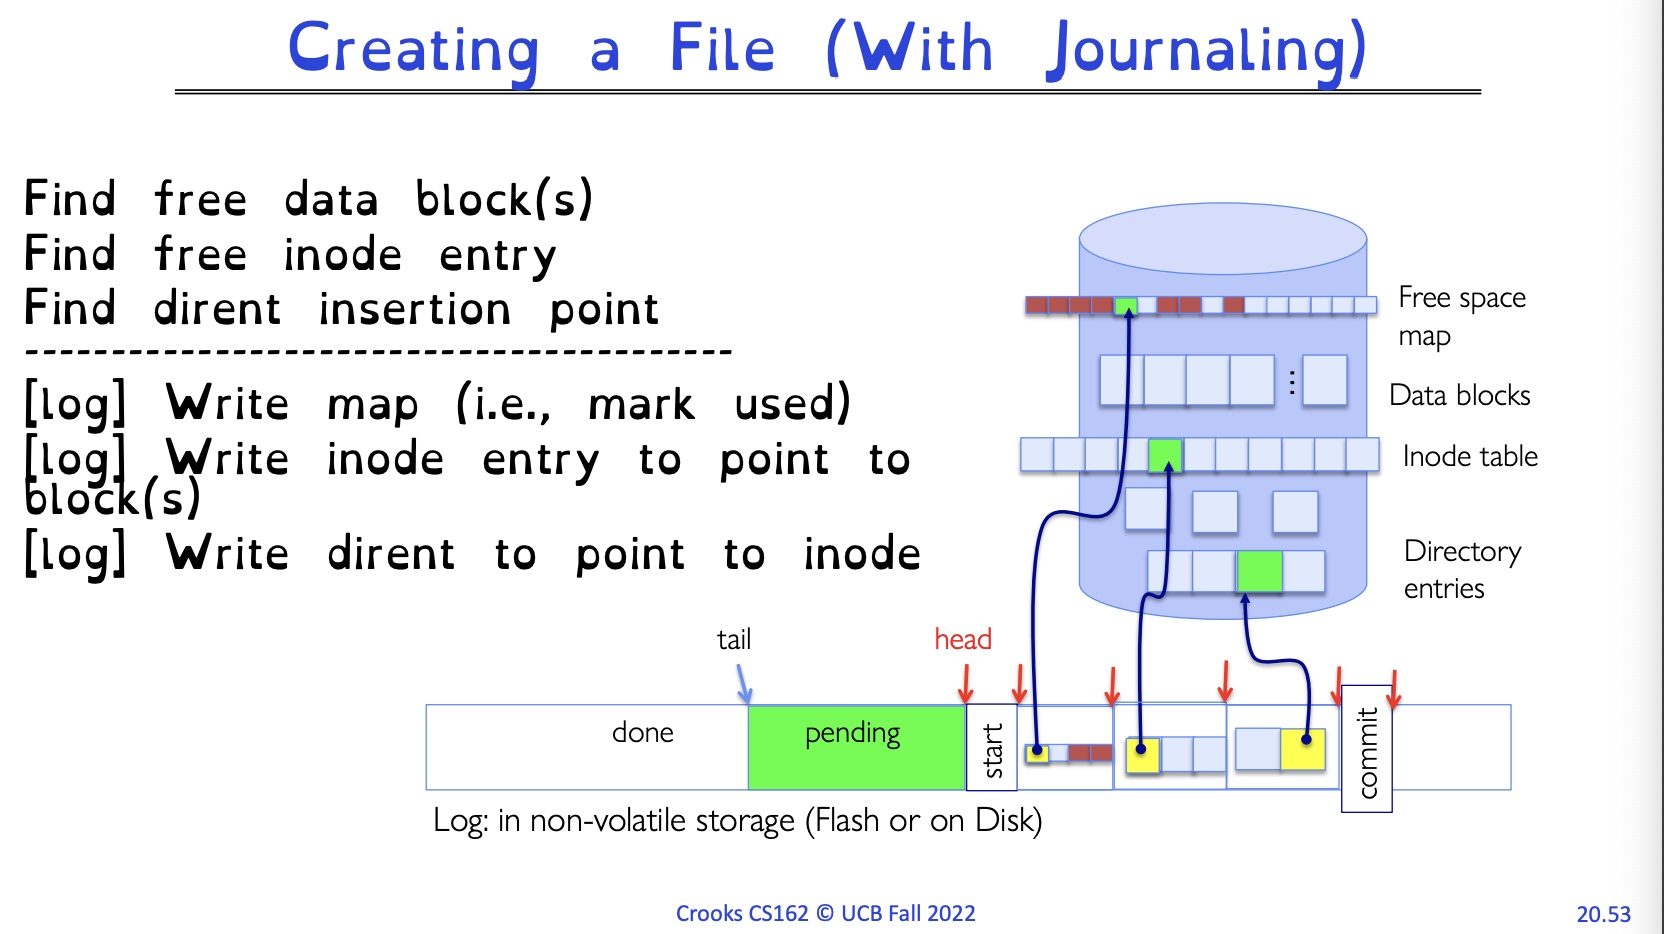 Creating a File (With Journaling)
Find free data block(s)
Find free inode entry
Find dirent insertion point
-----------------------------------------
[log] Write map (i.e., mark used)
[log] Write inode entry to point to
block(s)
[log] Write dirent to point to inode
Free space
map
Data blocks
Inode table
Directory
entries
tail
head
done
pending
start
commit
Log: in non-volatile storage (Flash or on Disk)
Crooks CS162 © UCB Fall 2022
20.53